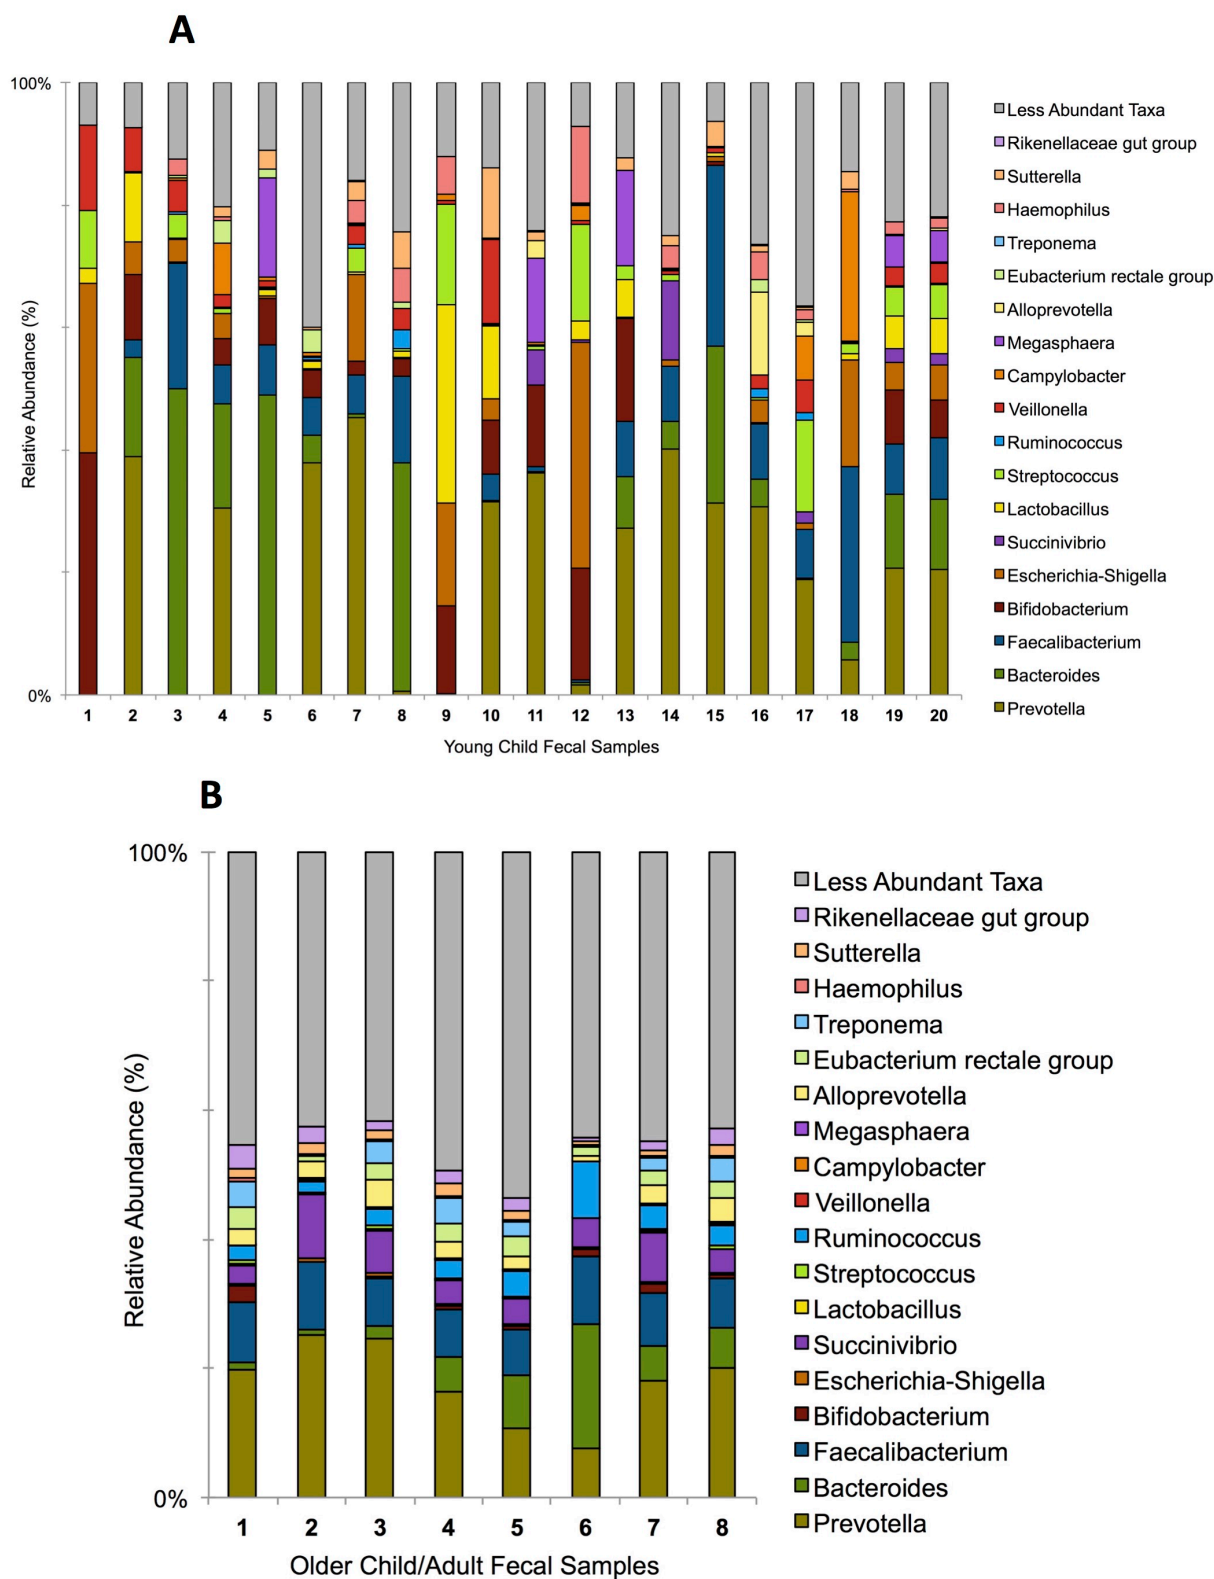 A
100%
Relative Abundance (%)
0%
1 2 3 4 5 6 7 8 9 10 11 12 13 14 15 16 17 18 19 20
Young Child Fecal Samples
Less Abundant Taxa
Rikenellaceae gut group
Sutterella
Haemophilus
Treponema
Eubacterium rectale group
Alloprevotella
Megasphaera
Campylobacter
Veillonella
Ruminococcus
Streptococcus
Lactobacillus
Succinivibrio
Escherichia-Shigella
Bifidobacterium
Faecalibacterium
Bacteroides
Prevotella
B
100%
Relative Abundance (%)
0%
1 2 3 4 5 6 7 8
Older Child/Adult Fecal Samples
Less Abundant Taxa
Rikenellaceae gut group
Sutterella
Haemophilus
Treponema
Eubacterium rectale group
Alloprevotella
Megasphaera
Campylobacter
Veillonella
Ruminococcus
Streptococcus
Lactobacillus
Succinivibrio
Escherichia-Shigella
Bifidobacterium
Faecalibacterium
Bacteroides
Prevotella